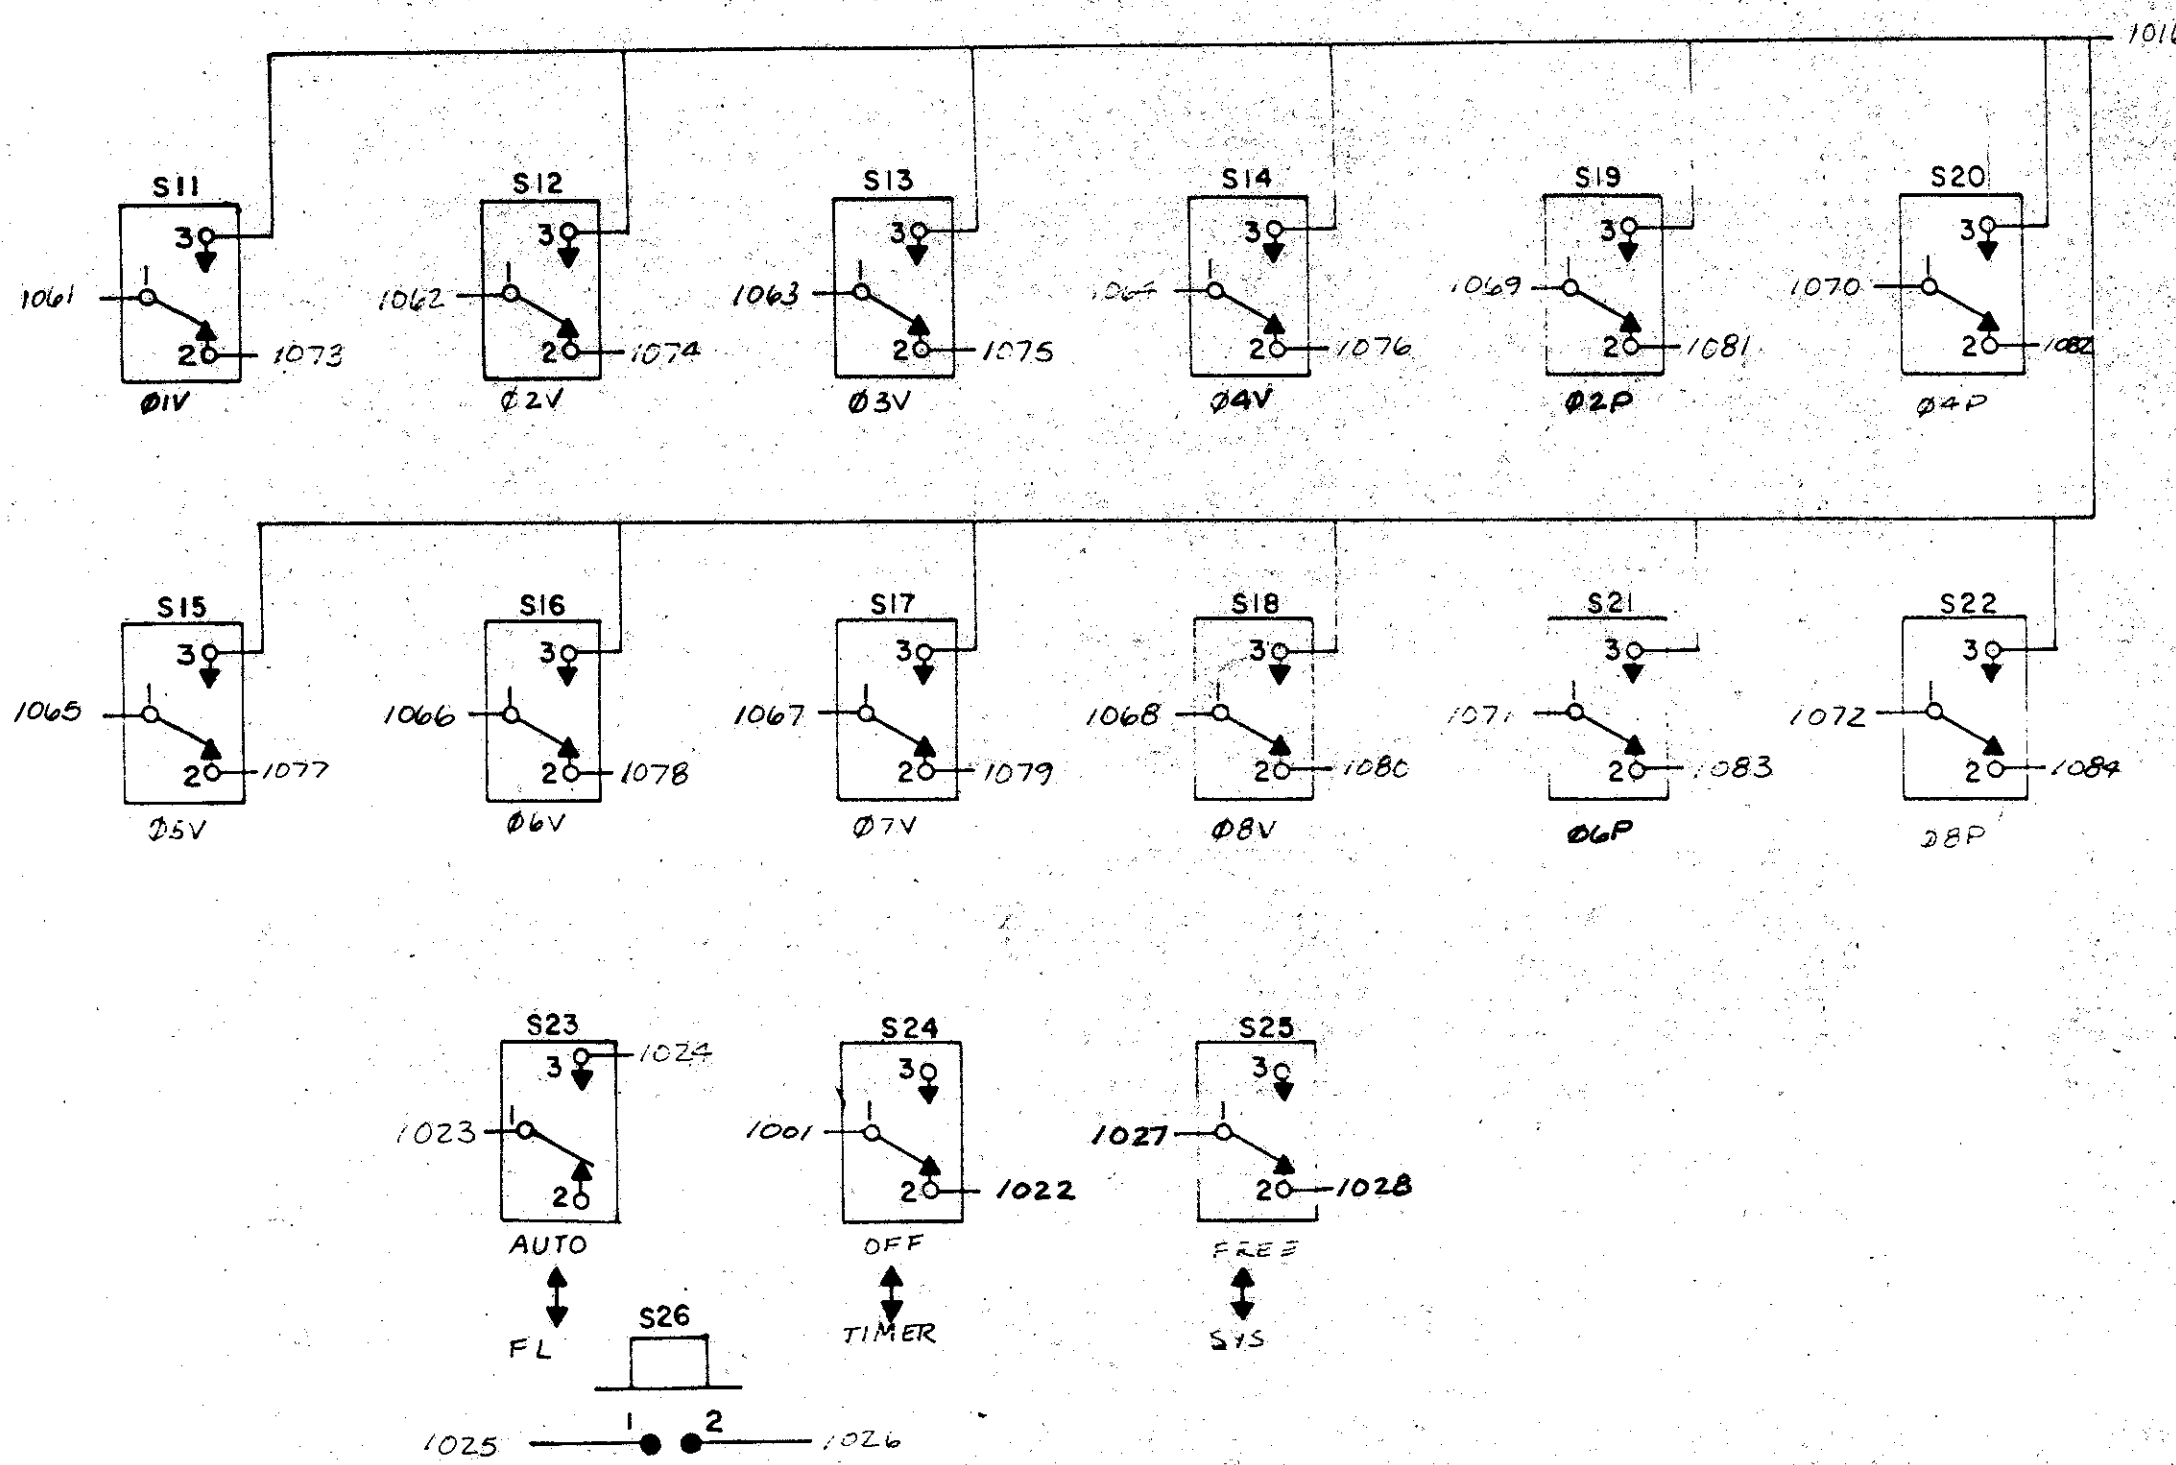 S11 S12 S13 S14 S19 S20
3 3 3 3 3 3
1 1 1 1 1 1
1061 1062 1063 1064 1069 1070
2 1073 2 1074 2 1075 2 1076 2 1081 2 1082
Ø1V Ø2V Ø3V Ø4V Ø2P Ø4P
S15 S16 S17 S18 S21 S22
3 3 3 3 3 3
1 1 1 1 1 1
1065 1066 1067 1068 1071 1072
2 1077 2 1078 2 1079 2 1080 2 1083 2 1084
Ø5V Ø6V Ø7V Ø8V Ø6P Ø8P
S23 S24 S25
3 1024 3 3
1 1 1
1023 1001 1027
2 2 1022 2 1028
AUTO OFF FREE
S26
FL TIMER SYS
1 2
1025 1026